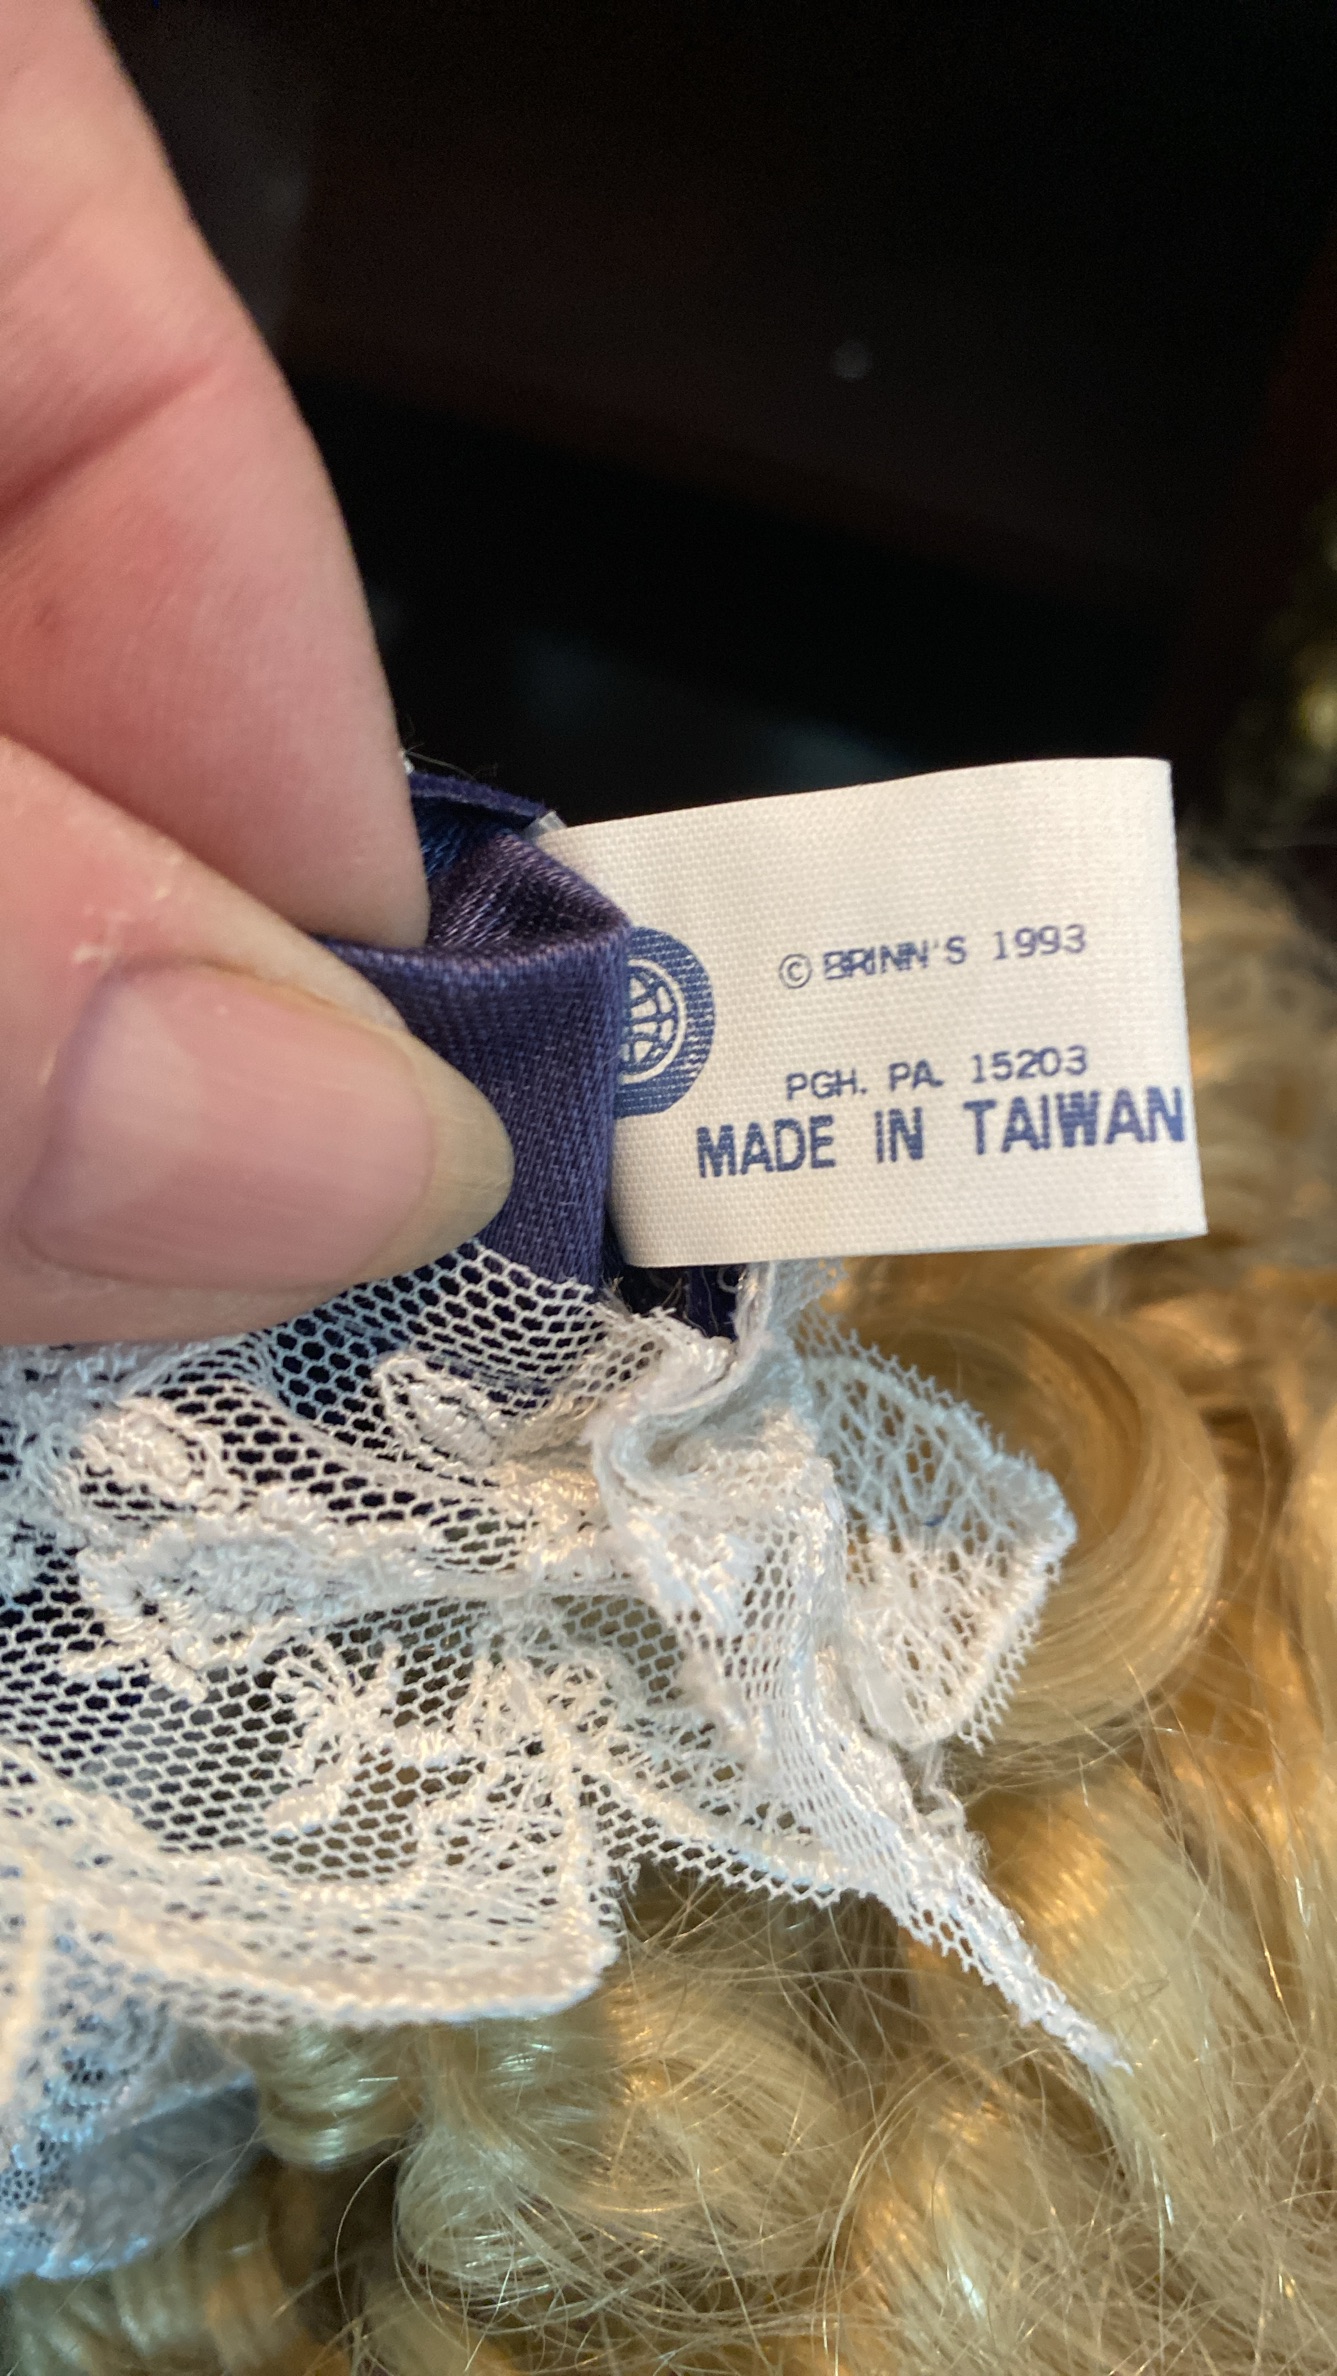 © BRINN'S 1993
PGH. PA. 15203
MADE IN TAIWAN